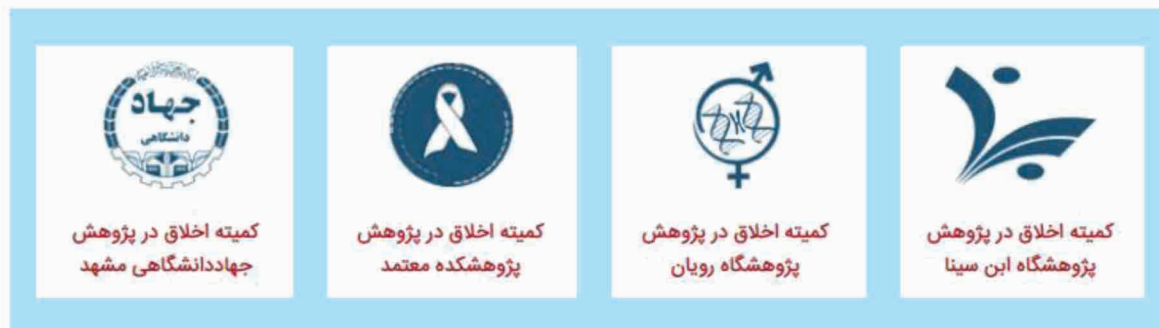 کمیته اخلاق در پژوهش
پژوهشگاه ابن سینا
کمیته اخلاق در پژوهش
پژوهشگاه رویان
کمیته اخلاق در پژوهش
پژوهشکده معتمد
جهاد
دانشگاهی
کمیته اخلاق در پژوهش
جهاددانشگاهی مشهد